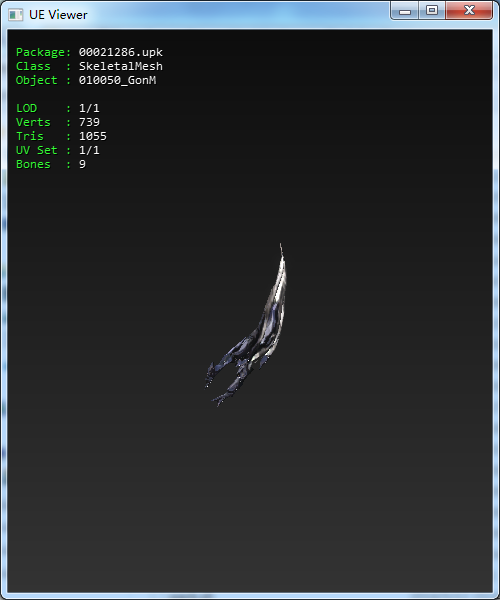 UE Viewer
Package: 00021286.upk
Class : SkeletalMesh
Object : 010050_GonM
LOD : 1/1
Verts : 739
Tris : 1055
UV Set : 1/1
Bones : 9